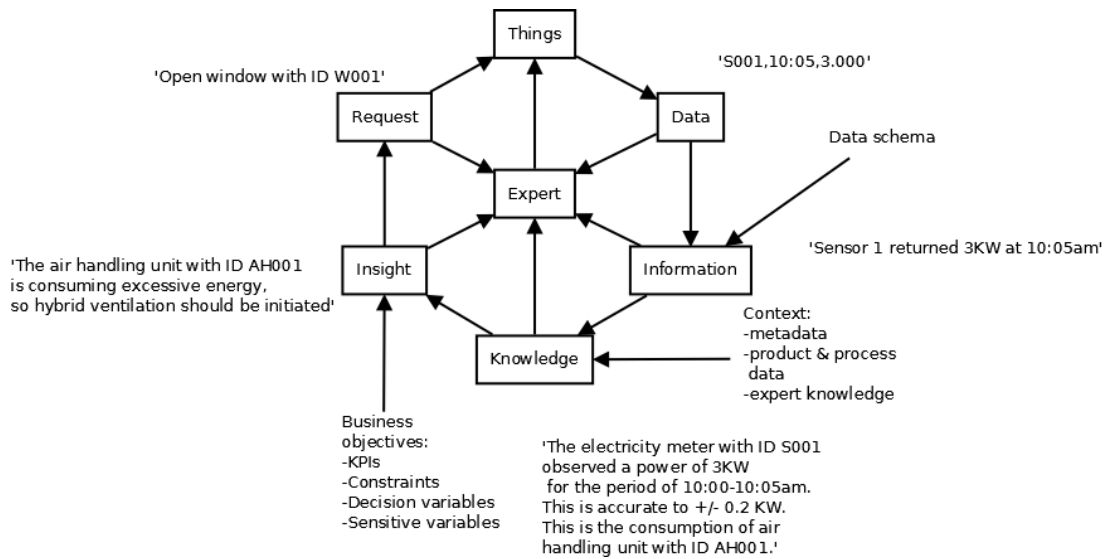 Things
'Open window with ID W001'
'S001,10:05,3.000'
Request
Data
Data schema
Expert
'The air handling unit with ID AH001
is consuming excessive energy,
so hybrid ventilation should be initiated'
Insight
Information
'Sensor 1 returned 3KW at 10:05am'
Knowledge
Context:
-metadata
-product & process
data
-expert knowledge
Business
objectives:
-KPIs
-Constraints
-Decision variables
-Sensitive variables
'The electricity meter with ID S001
observed a power of 3KW
for the period of 10:00-10:05am.
This is accurate to +/- 0.2 KW.
This is the consumption of air
handling unit with ID AH001.'